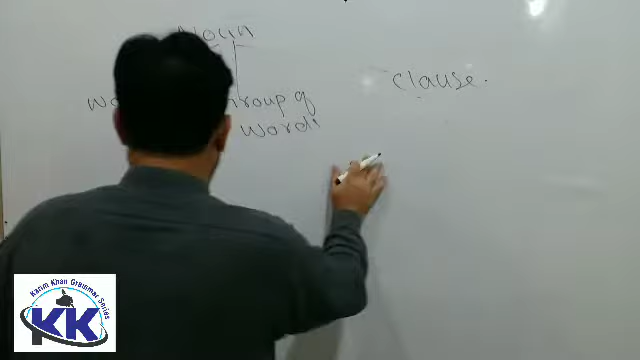 Noun
Group of
Words
Clause.
Karim Khan Grammar Series
KK